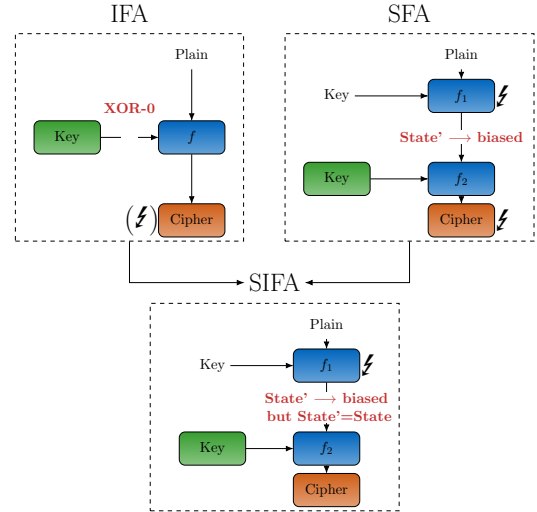 IFA
Plain
XOR-0
Key
f
( )
Cipher
SFA
Plain
Key
f₁
State' → biased
Key
f₂
Cipher
SIFA
Plain
Key
f₁
State' → biased
but State'=State
Key
f₂
Cipher